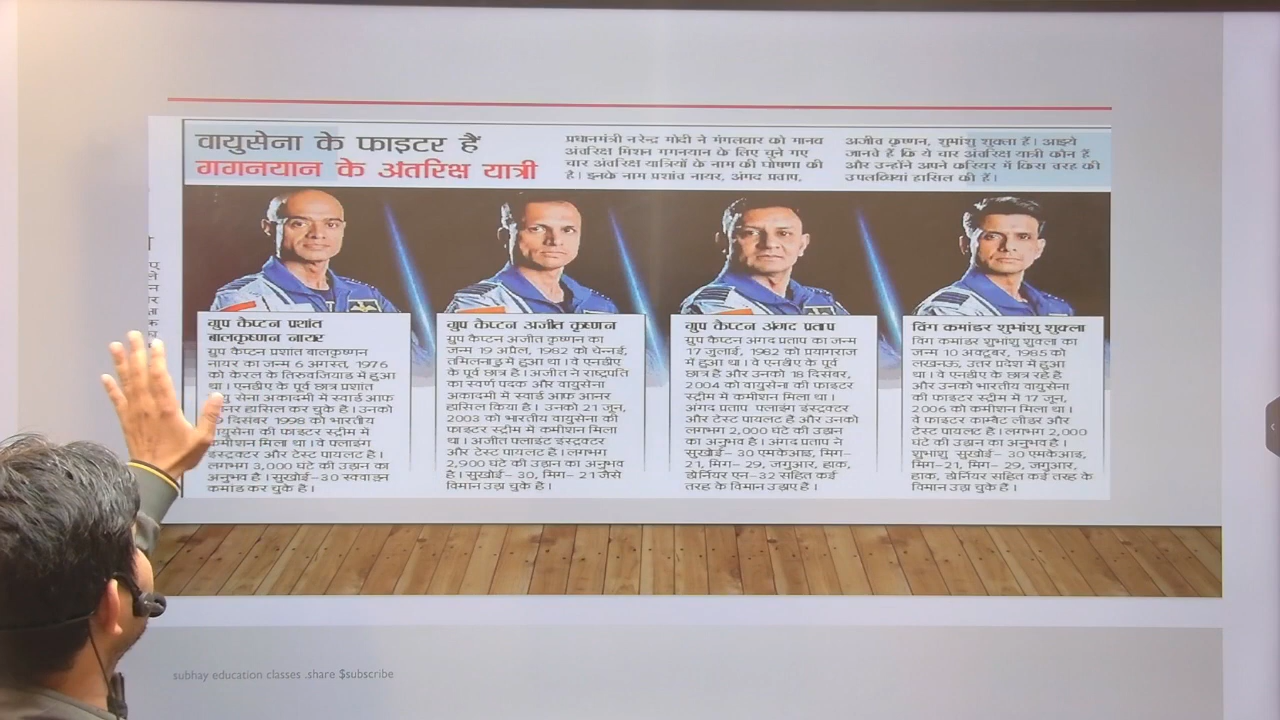 वायुसेना के फाइटर हैं
गगनयान के अंतरिक्ष यात्री
प्रधानमंत्री नरेन्द्र मोदी ने मंगलवार को मानव
अंतरिक्ष मिशन गगनयान के लिए चुने गए
चार अंतरिक्ष यात्रियों के नाम की घोषणा की
है। इनके नाम प्रशांत नायर, अंगद प्रताप,
अजीत कृष्णन, शुभांशु शुक्ला हैं। आइये
जानते हैं कि ये चार अंतरिक्ष यात्री कौन हैं
और उन्होंने अपने करियर में किस तरह की
उपलब्धियां हासिल की हैं।
ग्रुप कैप्टन प्रशांत
बालकृष्णन नायर
ग्रुप कैप्टन प्रशांत बालकृष्णन
नायर का जन्म 6 अगस्त, 1976
को केरल के तिरुवजियाड में हुआ
था। एनडीए के पूर्व छात्र प्रशांत
सेना अकादमी में स्वार्ड आफ
आनर हासिल कर चुके हैं। उनको
दिसंबर 1998 को भारतीय
वायुसेना की फाइटर स्ट्रीम में
कमीशन मिला था। वे फ्लाइंग
इंस्ट्रक्टर और टेस्ट पायलट हैं।
लगभग 3,000 घंटे की उड़ान का
अनुभव है। सुखोई-30 स्क्वाड्रन
कमांड कर चुके हैं।
ग्रुप कैप्टन अजीत कृष्णन
ग्रुप कैप्टन अजीत कृष्णन का
जन्म 19 अप्रैल, 1982 को चेन्नई,
तमिलनाडु में हुआ था। वे एनडीए
के पूर्व छात्र है। अजीत ने राष्ट्रपति
का स्वर्ण पदक और वायुसेना
अकादमी में स्वार्ड आफ आनर
हासिल किया है। उनको 21 जून,
2003 को भारतीय वायुसेना की
फाइटर स्ट्रीम में कमीशन मिला
था। अजीत फ्लाइंट इंस्ट्रक्टर
और टेस्ट पायलट है। लगभग
2,900 घंटे की उड़ान का अनुभव
है। सुखोई-30, मिग-21 जैसे
विमान उड़ा चुके है।
ग्रुप कैप्टन अंगद प्रताप
ग्रुप कैप्टन अंगद प्रताप का जन्म
17 जुलाई, 1982 को प्रयागराज
में हुआ था। वे एनडीए के पूर्व
छात्र है और उनको 18 दिसंबर,
2004 को वायुसेना की फाइटर
स्ट्रीम में कमीशन मिला था।
अंगद प्रताप फ्लाइंग इंस्ट्रक्टर
और टेस्ट पायलट हैं और उनको
लगभग 2,000 घंटे की उड़ान
का अनुभव है। अंगद प्रताप ने
सुखोई- 30 एमकेआइ, मिग-
21, मिग- 29, जगुआर, हाक,
डोर्नियर एन-32 सहित कई
तरह के विमान उड़ाए है।
विंग कमांडर शुभांशु शुक्ला
विंग कमांडर शुभांशु शुक्ला का
जन्म 10 अक्टूबर, 1985 को
लखनऊ, उत्तर प्रदेश में हुआ
था। वे एनडीए के छात्र रहे हैं
और उनको भारतीय वायुसेना
की फाइटर स्ट्रीम में 17 जून,
2006 को कमीशन मिला था।
वे फाइटर काम्बैट लीडर और
टेस्ट पायलट है। लगभग 2,000
घंटे की उड़ान का अनुभव है।
शुभांशु सुखोई- 30 एमकेआइ,
मिग-21, मिग- 29, जगुआर,
हाक, डोर्नियर सहित कई तरह के
विमान उड़ा चुके हैं।
subhay education classes .share $subscribe